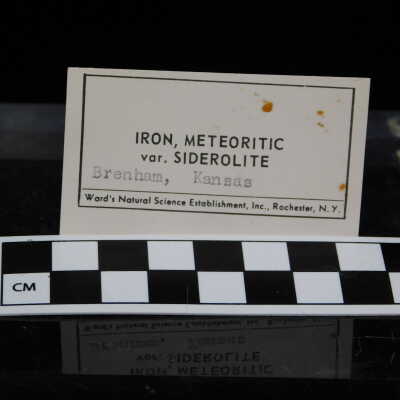 IRON, METEORITIC
var. SIDEROLITE
Brenham, Kansas
Ward's Natural Science Establishment, Inc., Rochester, N. Y.
CM